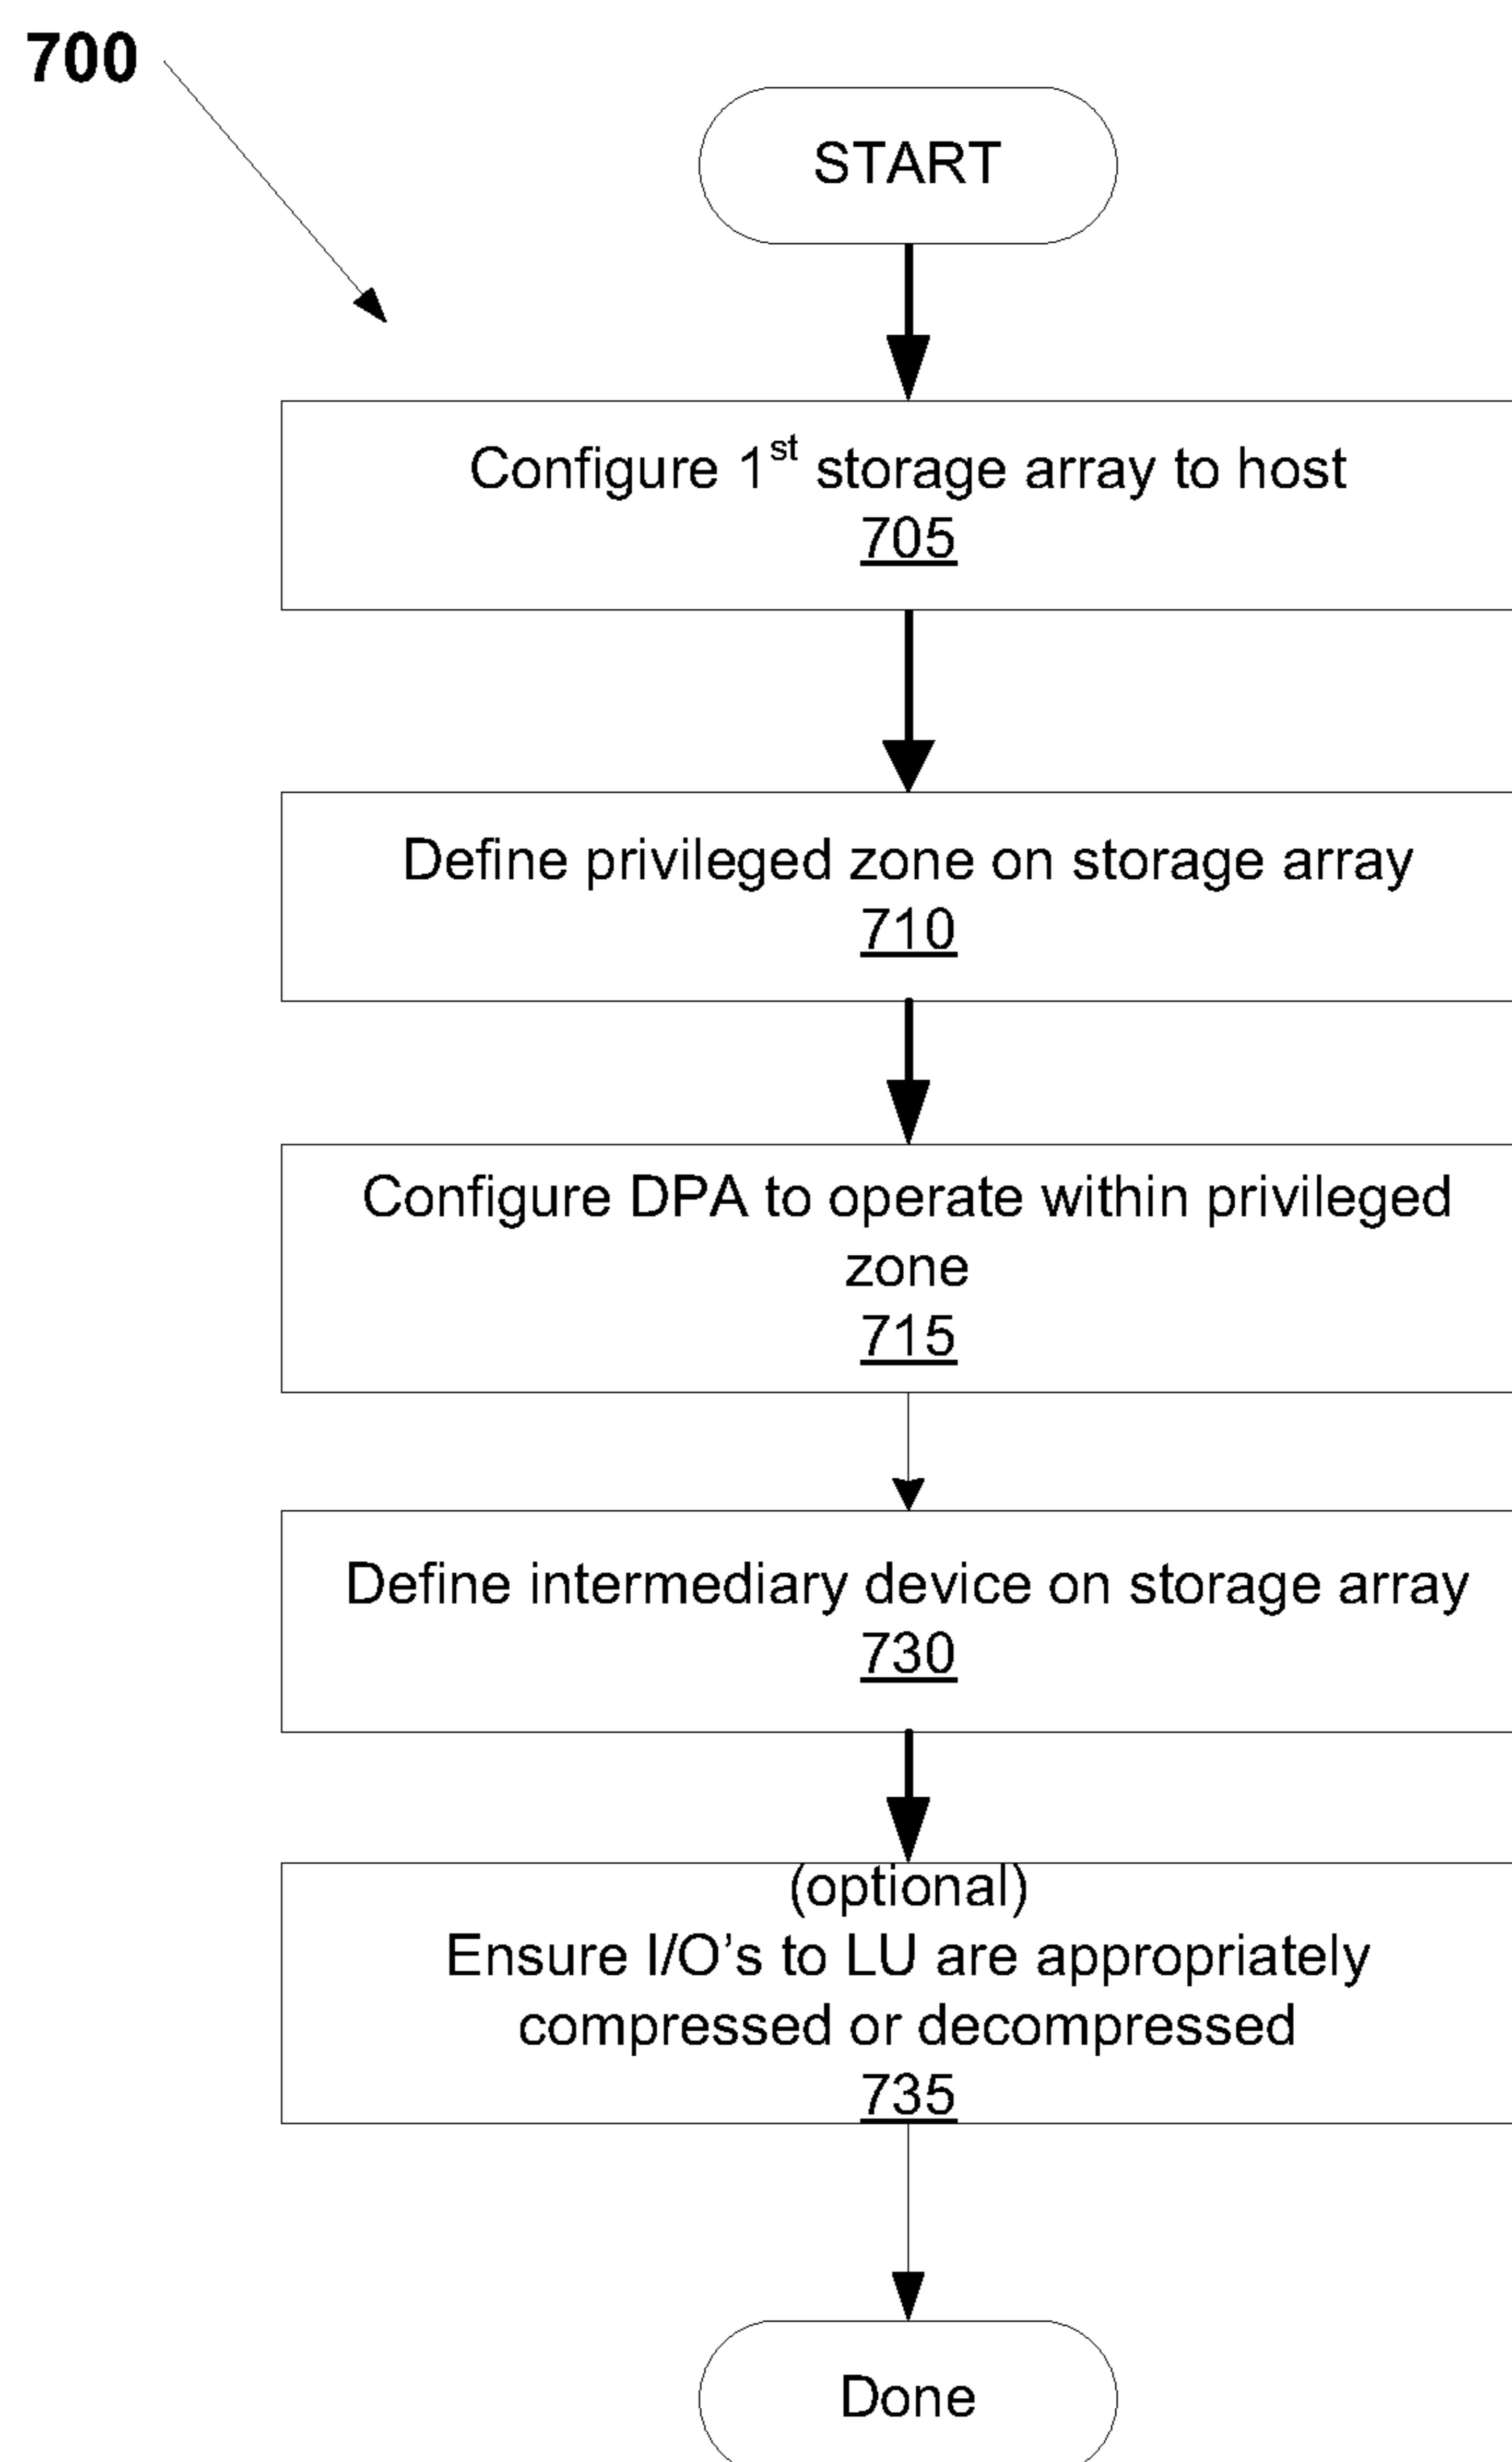 700
START
Configure 1st storage array to host
705
Define privileged zone on storage array
710
Configure DPA to operate within privileged
zone
715
Define intermediary device on storage array
730
(optional)
Ensure I/O’s to LU are appropriately
compressed or decompressed
735
Done